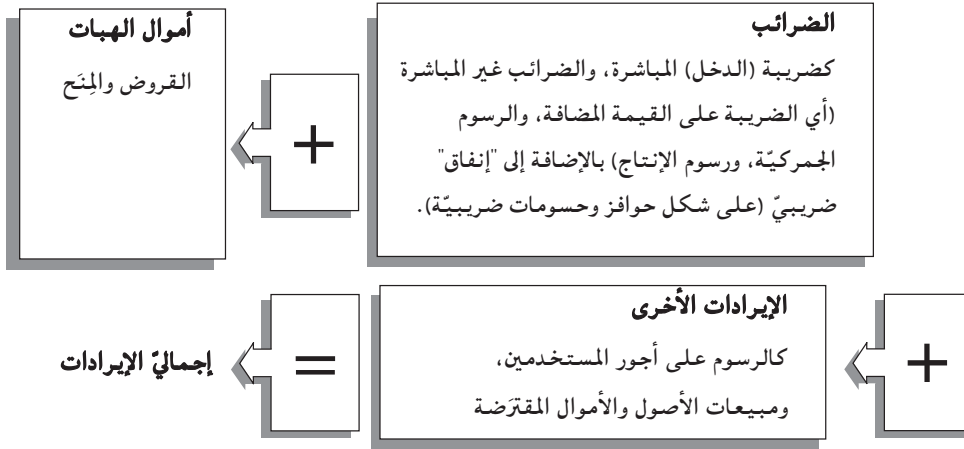 الضرائب
كضريبة (الدخل) المباشرة، والضرائب غير المباشرة
(أي الضريبة على القيمة المضافة، والرسوم
الجمركيّة، ورسوم الإنتاج) بالإضافة إلى "إنفاق"
ضريبيّ (على شكل حوافز وحسومات ضريبيّة).
+
أموال الهبات
القروض والمِنَح
+
الإيرادات الأخرى
كالرسوم على أجور المستخدمين،
ومبيعات الأصول والأموال المقترَضة
=
إجماليّ الإيرادات